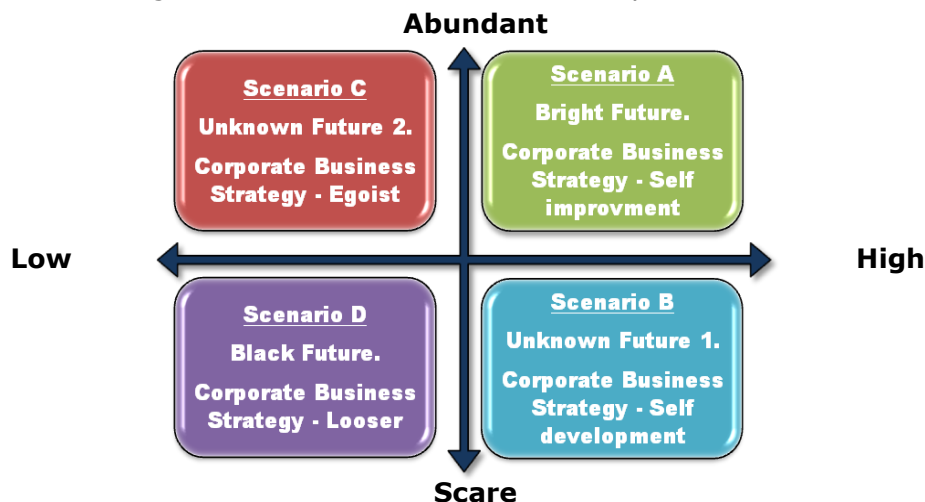 Abundant
Scenario C
Unknown Future 2.
Corporate Business
Strategy - Egoist
Scenario A
Bright Future.
Corporate Business
Strategy - Self
improvment
Low
High
Scenario D
Black Future.
Corporate Business
Strategy - Looser
Scenario B
Unknown Future 1.
Corporate Business
Strategy - Self
development
Scare